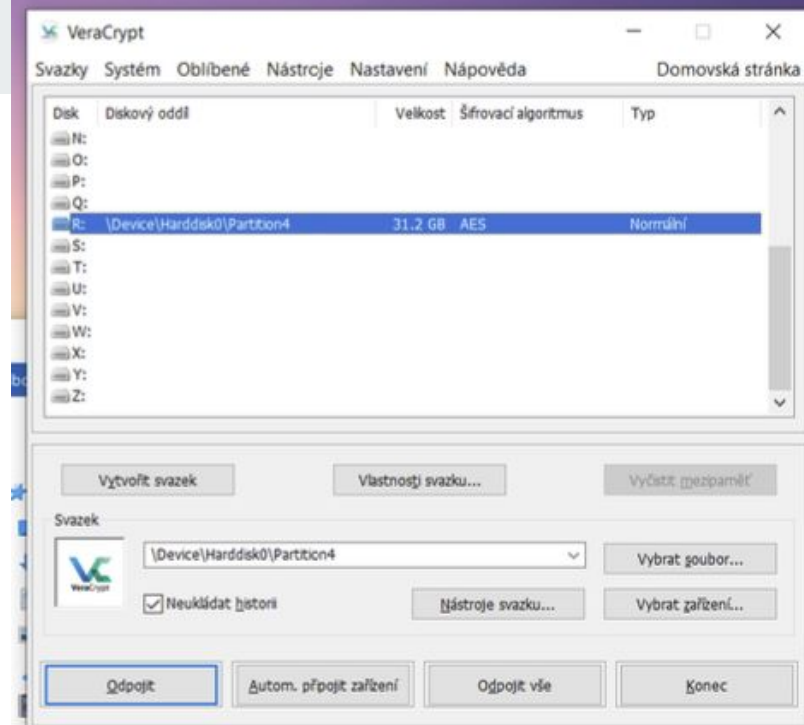 VeraCrypt
Svazky Systém Oblíbené Nástroje Nastavení Nápověda Domovská stránka
Disk Diskový oddíl Velikost Šifrovací algoritmus Typ
N:
O:
P:
Q:
R: \Device\Harddisk0\Partition4 31.2 GB AES Normální
S:
T:
U:
V:
W:
X:
Y:
Z:
Vytvořit svazek Vlastnosti svazku... Vyčistit mezipaměť
Svazek
\Device\Harddisk0\Partition4 Vybrat soubor...
VeraCrypt
Neukládat historii Nástroje svazku... Vybrat zařízení...
Odpojit Autom. připojit zařízení Odpojit vše Konec